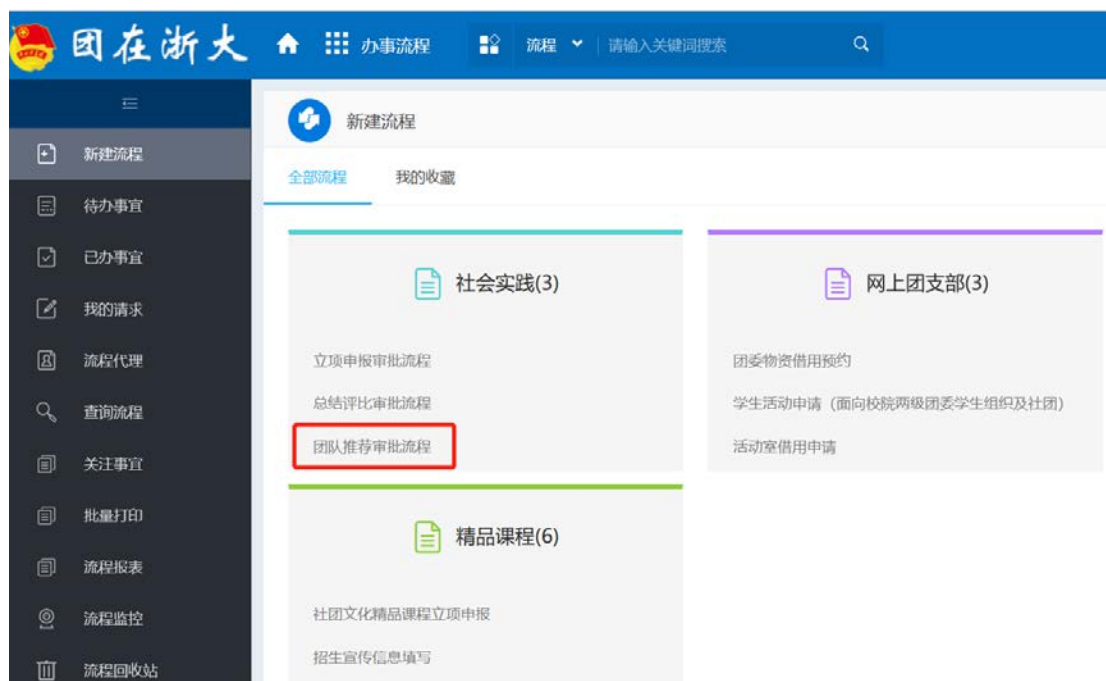 团在浙大
办事流程
流程
请输入关键词搜索
新建流程
待办事宜
已办事宜
我的请求
流程代理
查询流程
关注事宜
批量打印
流程报表
流程监控
流程回收站
新建流程
全部流程
我的收藏
社会实践(3)
立项申报审批流程
总结评比审批流程
团队推荐审批流程
网上团支部(3)
团委物资借用预约
学生活动申请（面向校院两级团委学生组织及社团）
活动室借用申请
精品课程(6)
社团文化精品课程立项申报
招生宣传信息填写